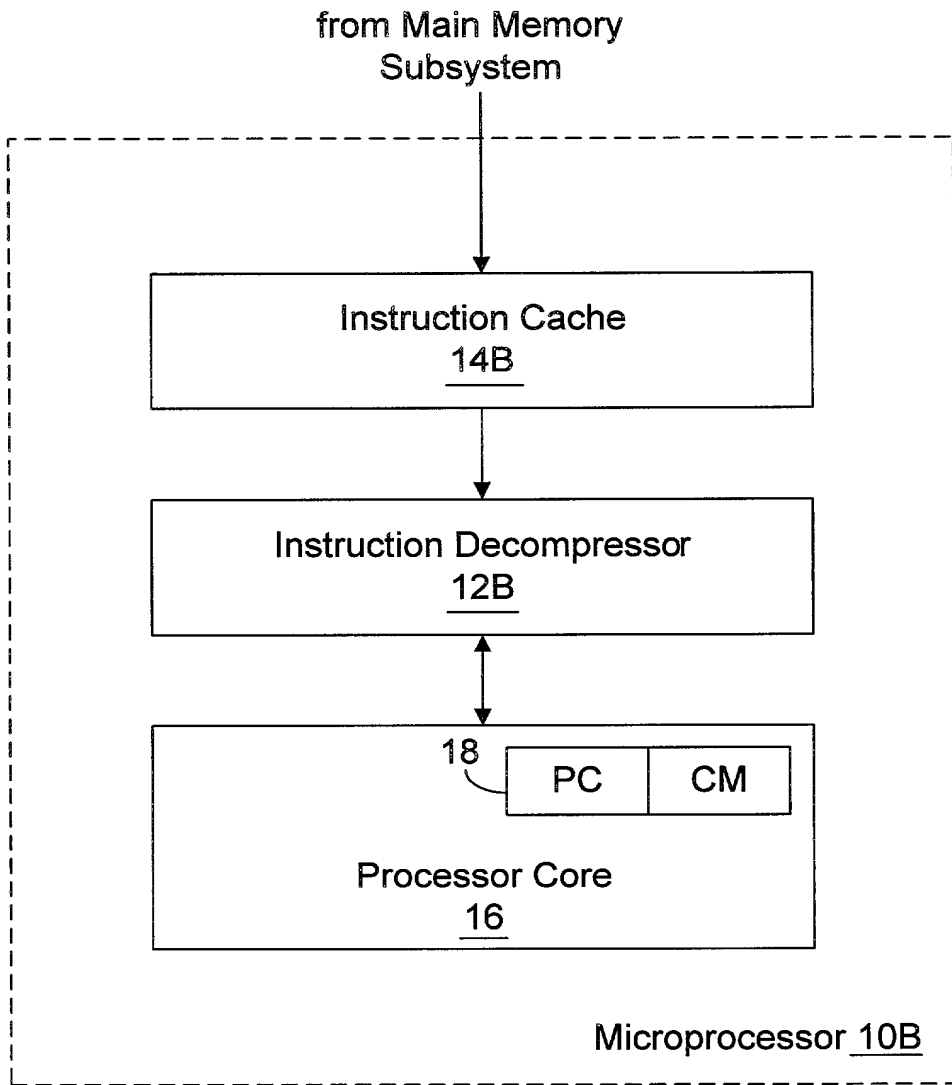 from Main Memory
Subsystem
Instruction Cache
14B
Instruction Decompressor
12B
18
PC
CM
Processor Core
16
Microprocessor 10B